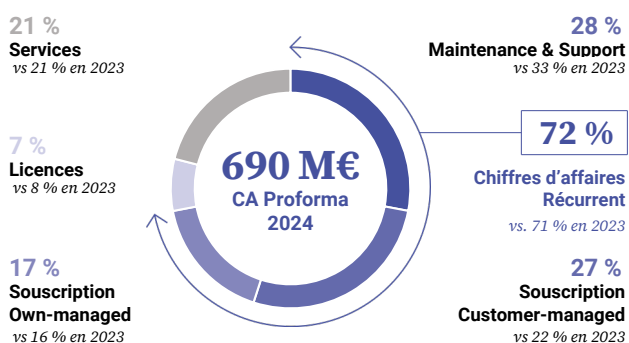 21 %
Services
vs 21 % en 2023
7 %
Licences
vs 8 % en 2023
17 %
Souscription
Own-managed
vs 16 % en 2023
690 M€
CA Proforma
2024
28 %
Maintenance & Support
vs 33 % en 2023
72 %
Chiffres d'affaires
Récurrent
vs. 71 % en 2023
27 %
Souscription
Customer-managed
vs 22 % en 2023